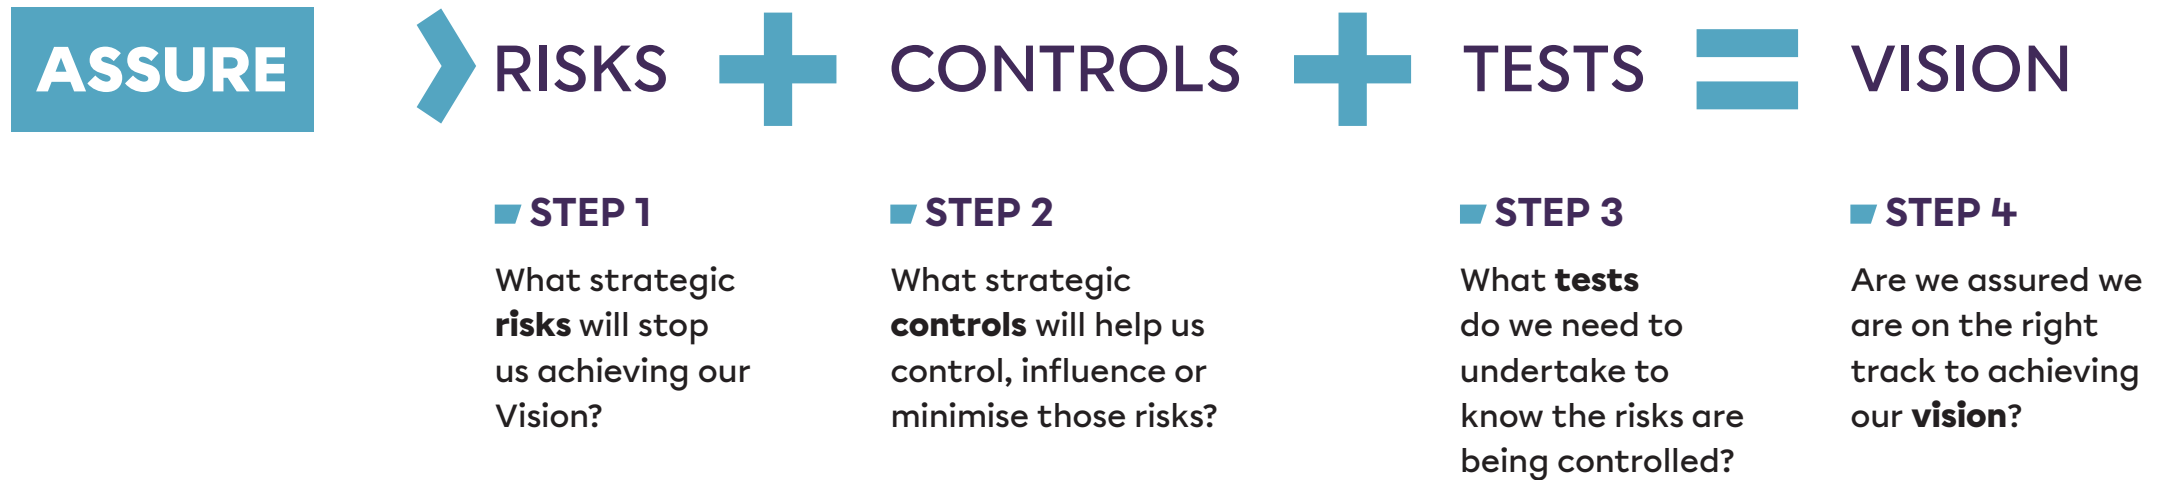 ASSURE RISKS + CONTROLS + TESTS = VISION
STEP 1
What strategic
risks will stop
us achieving our
Vision?
STEP 2
What strategic
controls will help us
control, influence or
minimise those risks?
STEP 3
What tests
do we need to
undertake to
know the risks are
being controlled?
STEP 4
Are we assured we
are on the right
track to achieving
our vision?